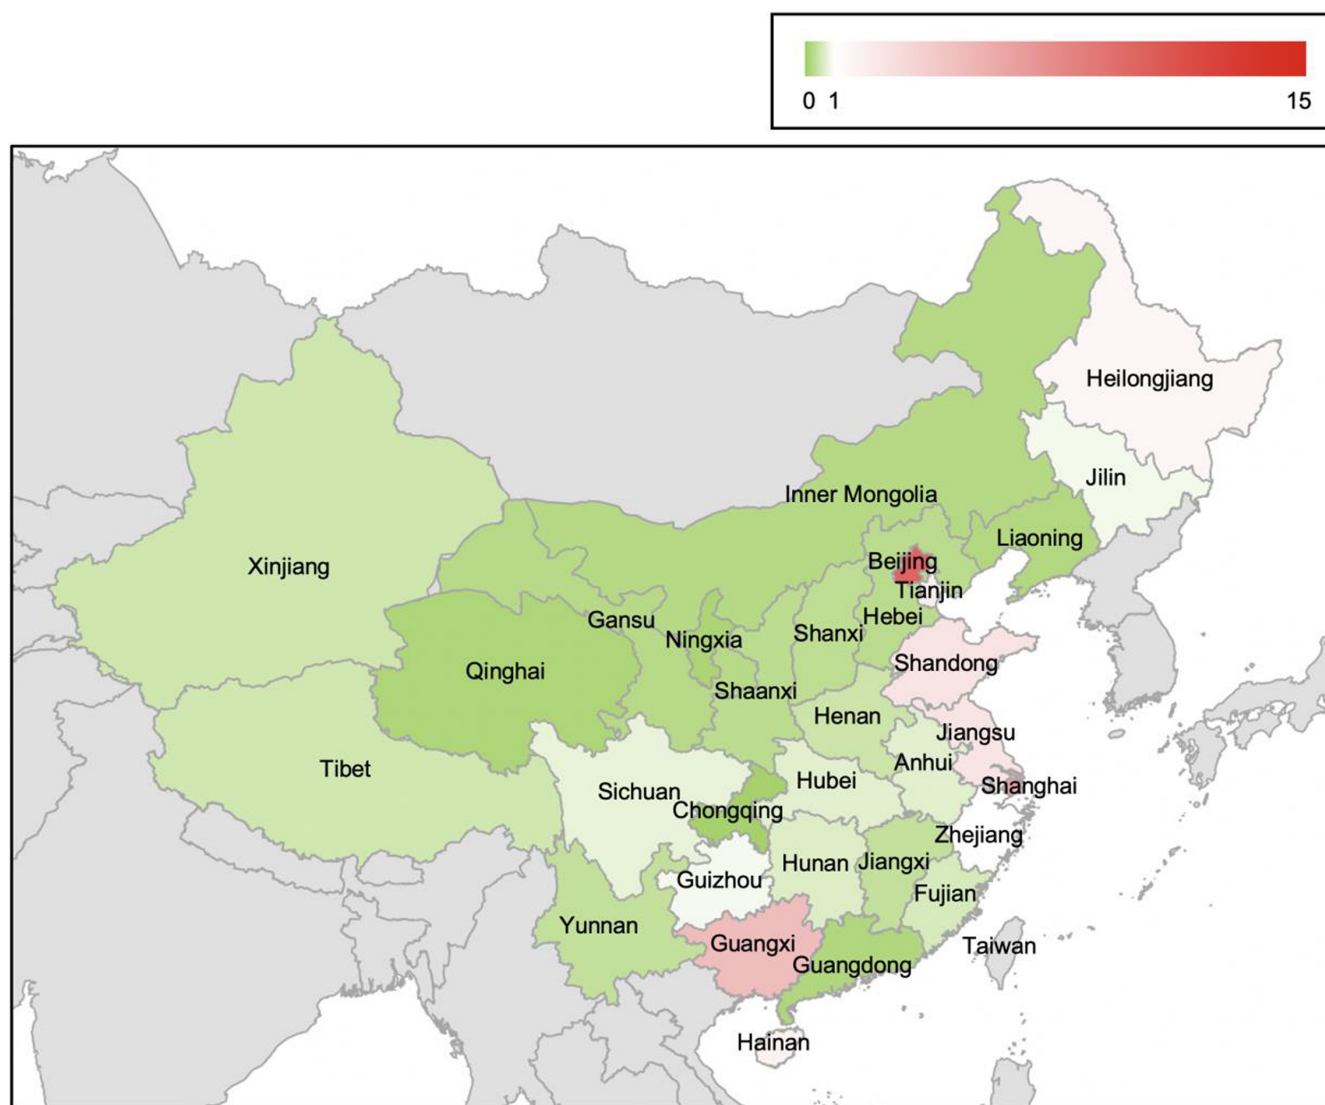 0 1 15
Heilongjiang
Jilin
Inner Mongolia
Liaoning
Beijing
Xinjiang
Tianjin
Gansu
Hebei
Ningxia
Shanxi
Shandong
Qinghai
Shaanxi
Henan
Jiangsu
Anhui
Tibet
Hubei
Shanghai
Sichuan
Chongqing
Zhejiang
Hunan
Jiangxi
Guizhou
Fujian
Yunnan
Guangxi
Taiwan
Guangdong
Hainan